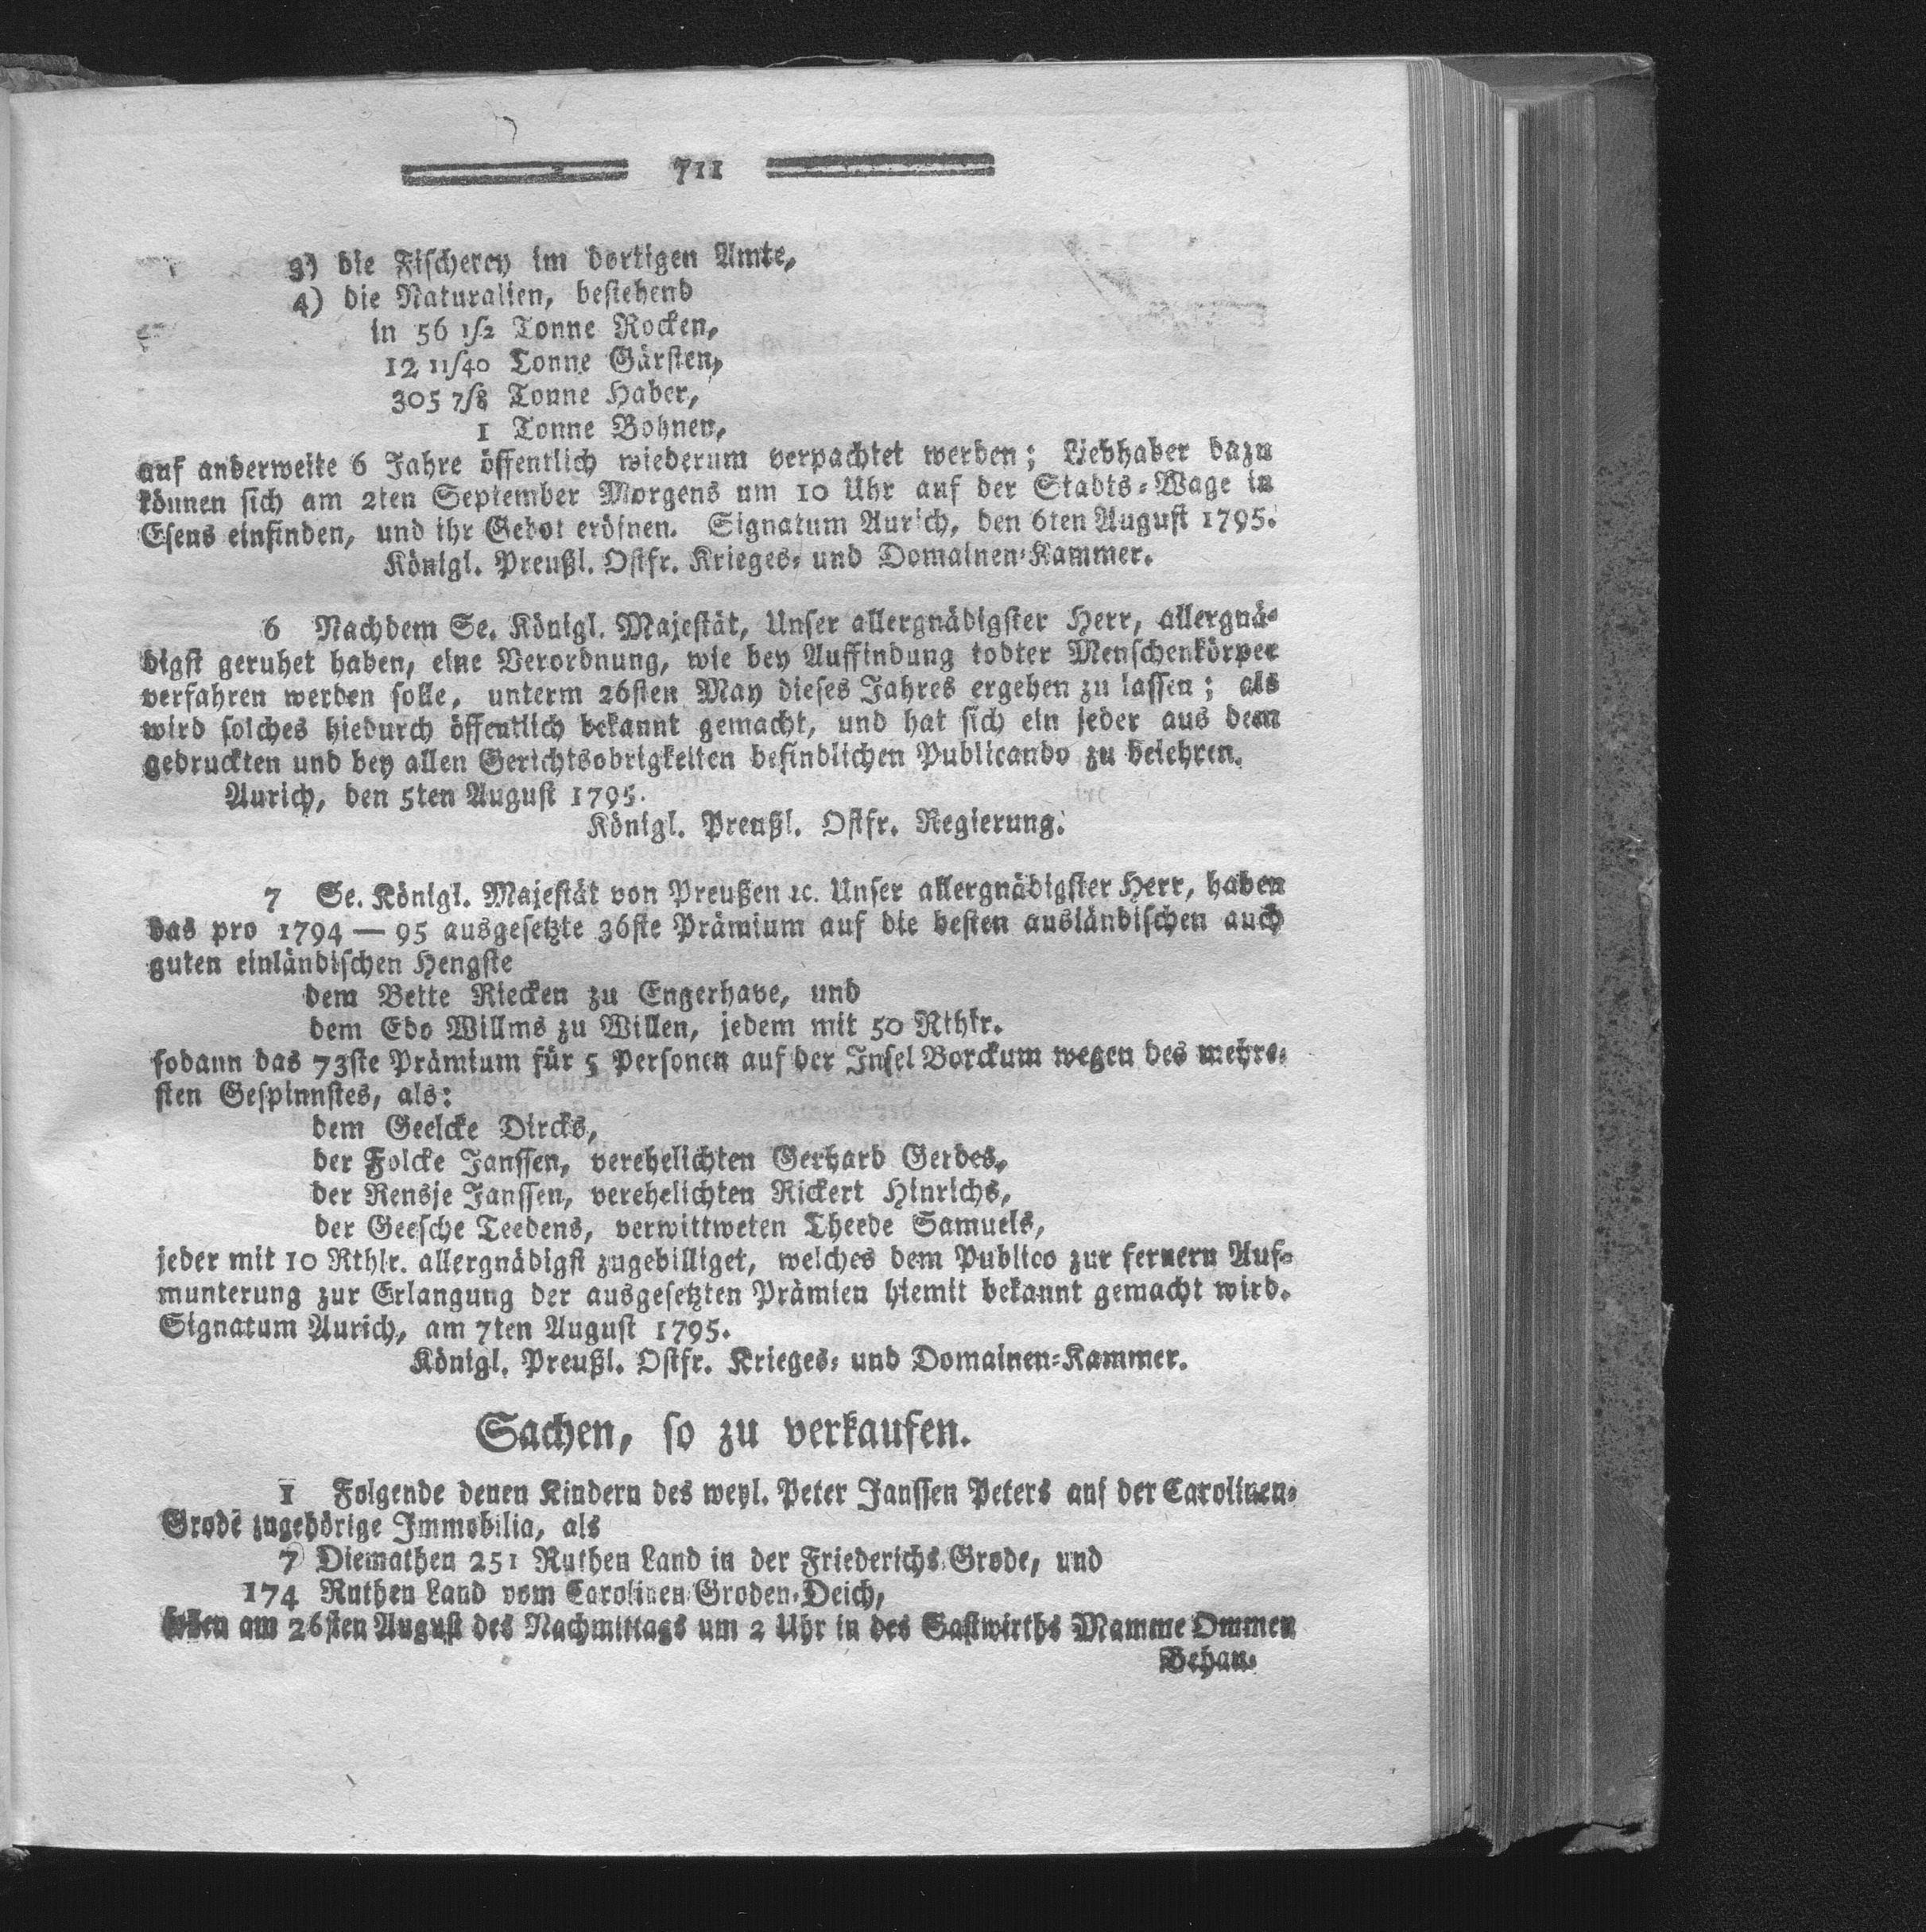 711
3) die Fischerey im dortigen Amte,
4) die Naturalien, bestehend
in 56 1/2 Tonne Rocken,
12 11/40 Tonne Gärsten,
305 7/8 Tonne Haber,
1 Tonne Bohnen,
auf anderweite 6 Jahre öffentlich wiederum verpachtet werden; Liebhaber dazu
können sich am 2ten September Morgens um 10 Uhr auf der Stadts-Wage in
Esens einfinden, und ihr Gebot eröfnen. Signatum Aurich, den 6ten August 1795.
Königl. Preußl. Ostfr. Krieges- und Domainen-Kammer.
6 Nachdem Se. Königl. Majestät, Unser allergnädigster Herr, allergnä-
digst geruhet haben, eine Verordnung, wie bey Auffindung todter Menschenkörper
verfahren werden solle, unterm 26sten May dieses Jahres ergehen zu lassen; als
wird solches hiedurch öffentlich bekannt gemacht, und hat sich ein jeder aus dem
gedruckten und bey allen Gerichtsobrigkeiten befindlichen Publicando zu belehren.
Aurich, den 5ten August 1795.
Königl. Preußl. Ostfr. Regierung.
7 Se. Königl. Majestät von Preußen ꝛc. Unser allergnädigster Herr, haben
das pro 1794 — 95 ausgesetzte 36ste Prämium auf die besten ausländischen auch
guten einländischen Hengste
dem Bette Riecken zu Engerhave, und
dem Edo Willms zu Willen, jedem mit 50 Rthlr.
sodann das 73ste Prämium für 5 Personen auf der Insel Borckum wegen des mehre-
sten Gespinnstes, als:
dem Geelcke Dircks,
der Folcke Janssen, verehelichten Gerhard Gerdes,
der Rensje Janssen, verehelichten Rickert Hinrichs,
der Geesche Teedens, verwittweten Theede Samuels,
jeder mit 10 Rthlr. allergnädigst zugebilliget, welches dem Publico zur fernern Auf-
munterung zur Erlangung der ausgesetzten Prämien hiemit bekannt gemacht wird.
Signatum Aurich, am 7ten August 1795.
Königl. Preußl. Ostfr. Krieges- und Domainen-Kammer.
Sachen, so zu verkaufen.
1 Folgende denen Kindern des weyl. Peter Janssen Peters auf der Carolinen-
Grode zugehörige Immobilia, als
7 Diemathen 251 Ruthen Land in der Friederichs-Grode, und
174 Ruthen Land vom Carolinen-Groden-Deich,
sollen am 26sten August des Nachmittags um 2 Uhr in des Gastwirths Mamme Ommen
Behau-